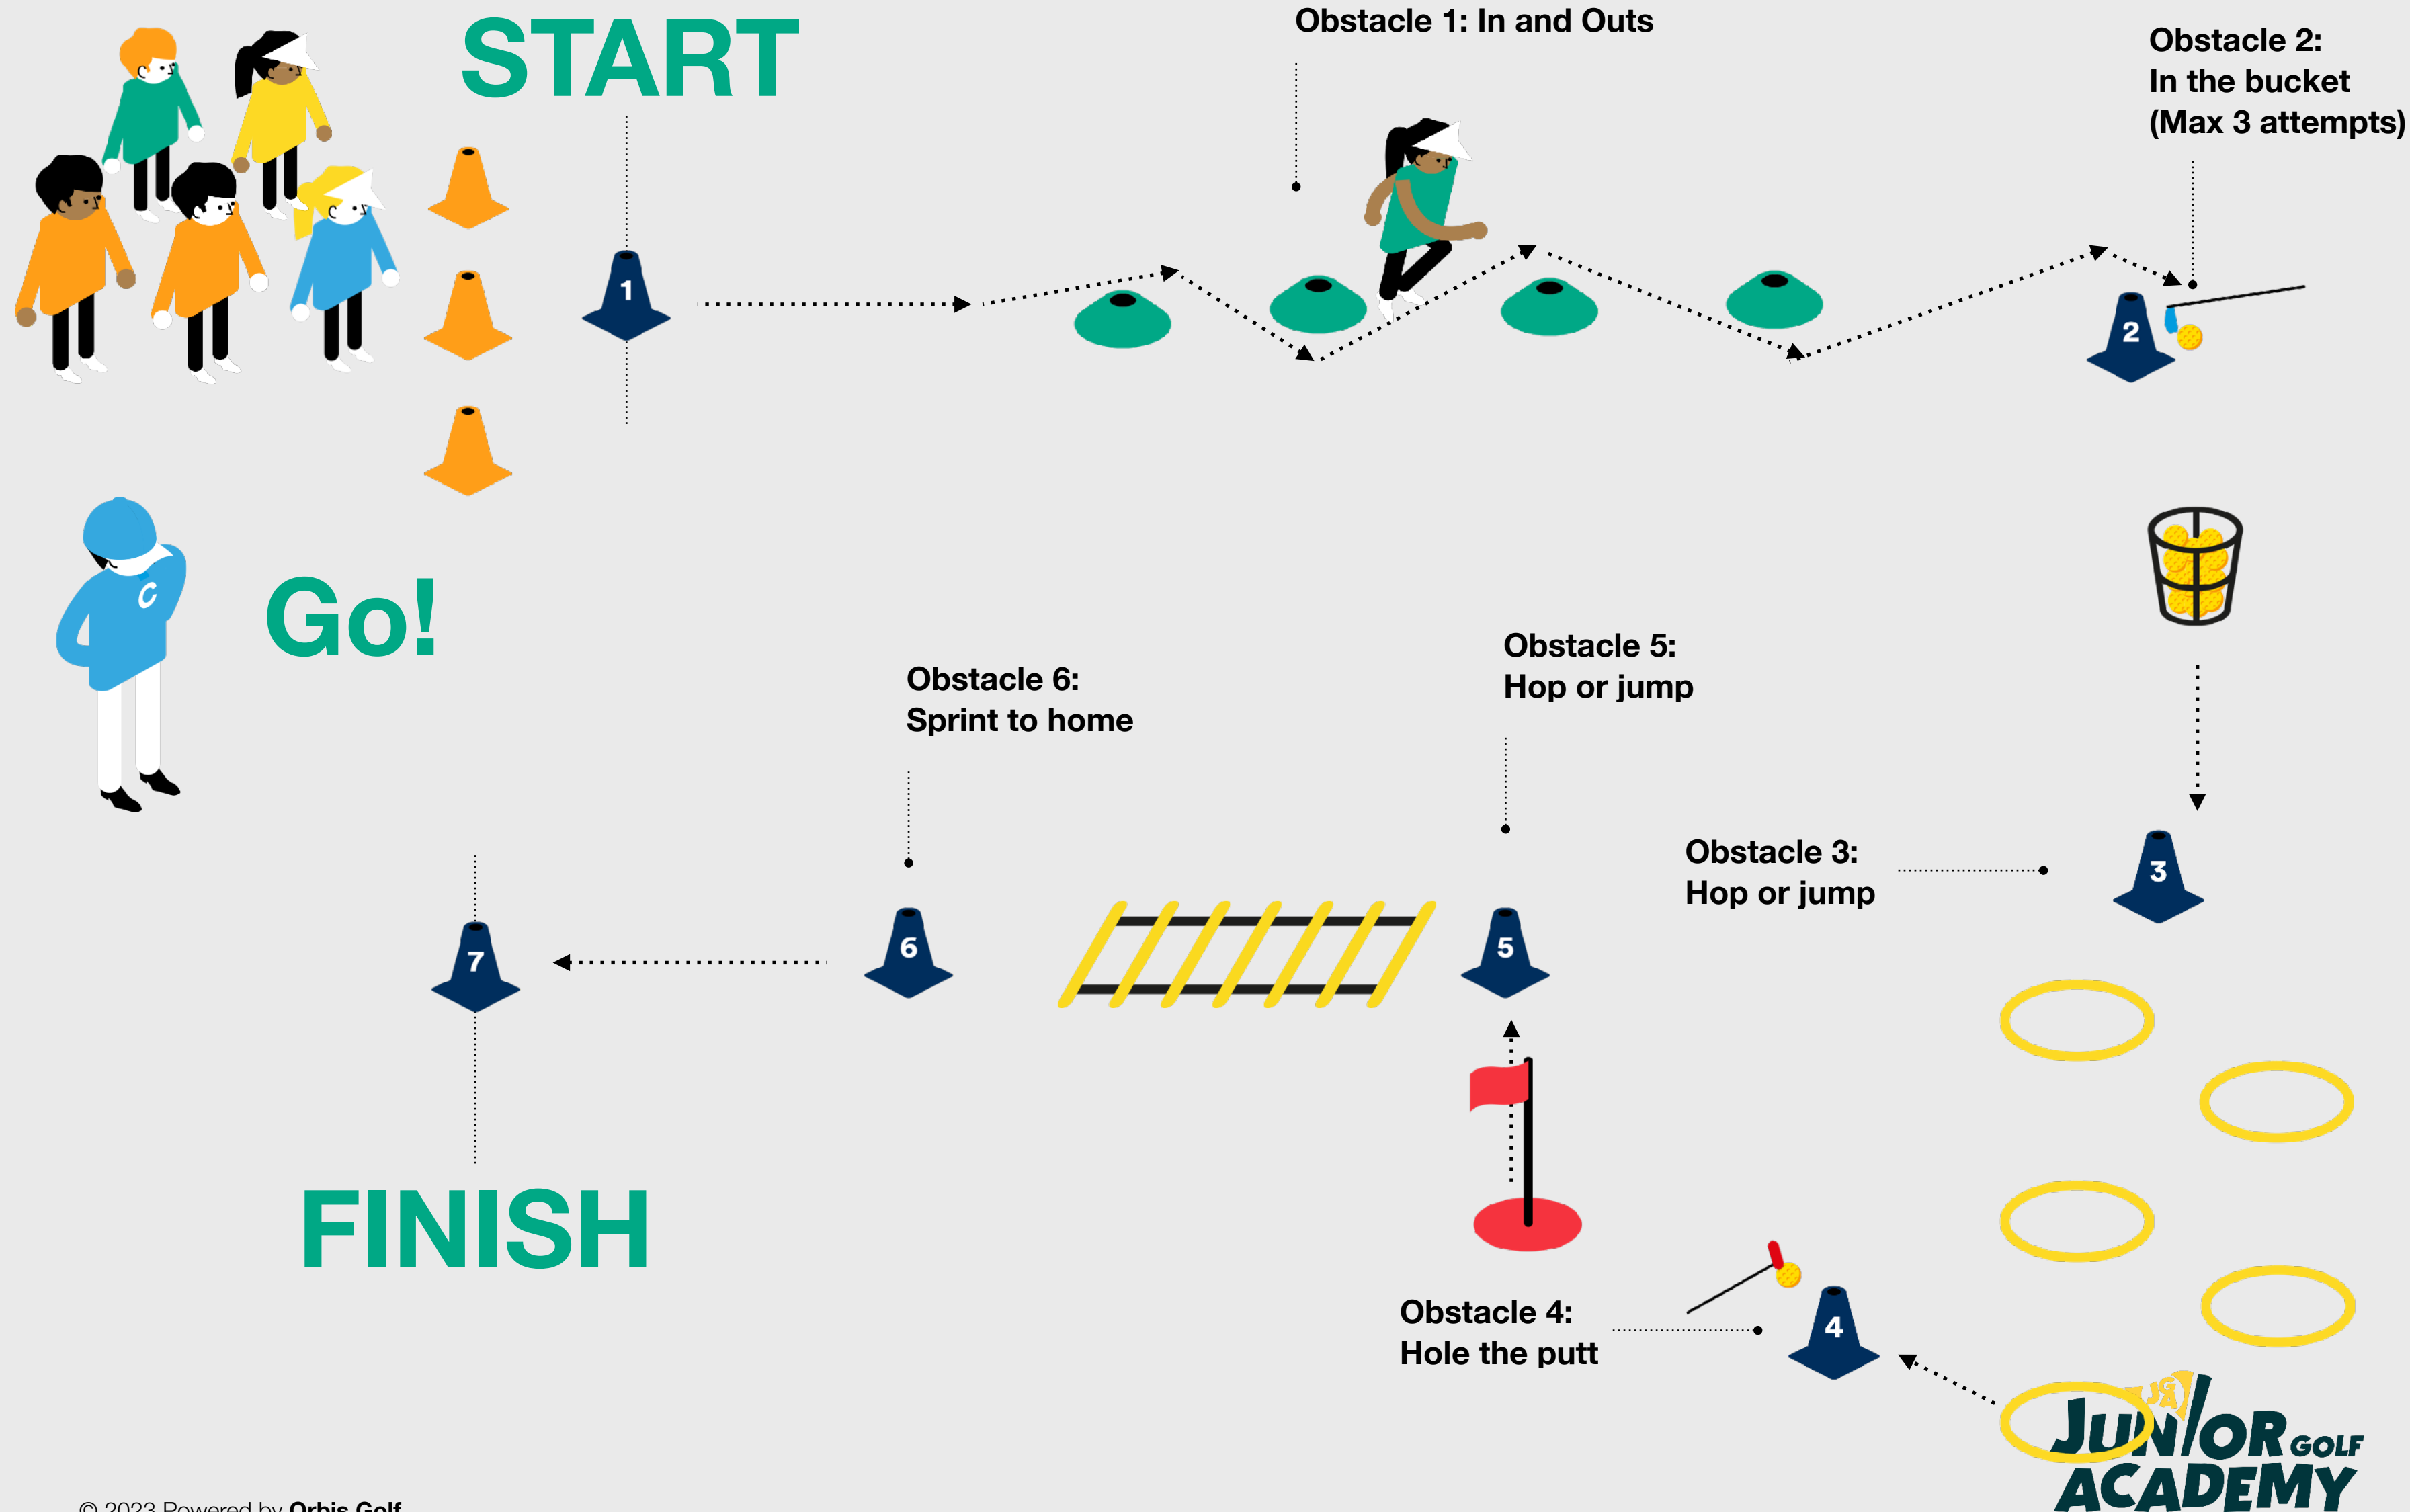 START
Obstacle 1: In and Outs
Obstacle 2:
In the bucket
(Max 3 attempts)
1
2
C
Go!
Obstacle 5:
Hop or jump
Obstacle 6:
Sprint to home
Obstacle 3:
Hop or jump
3
7
6
5
FINISH
Obstacle 4:
Hole the putt
4
JGA
JUNIOR GOLF
ACADEMY
© 2023 Powered by Orbis Golf